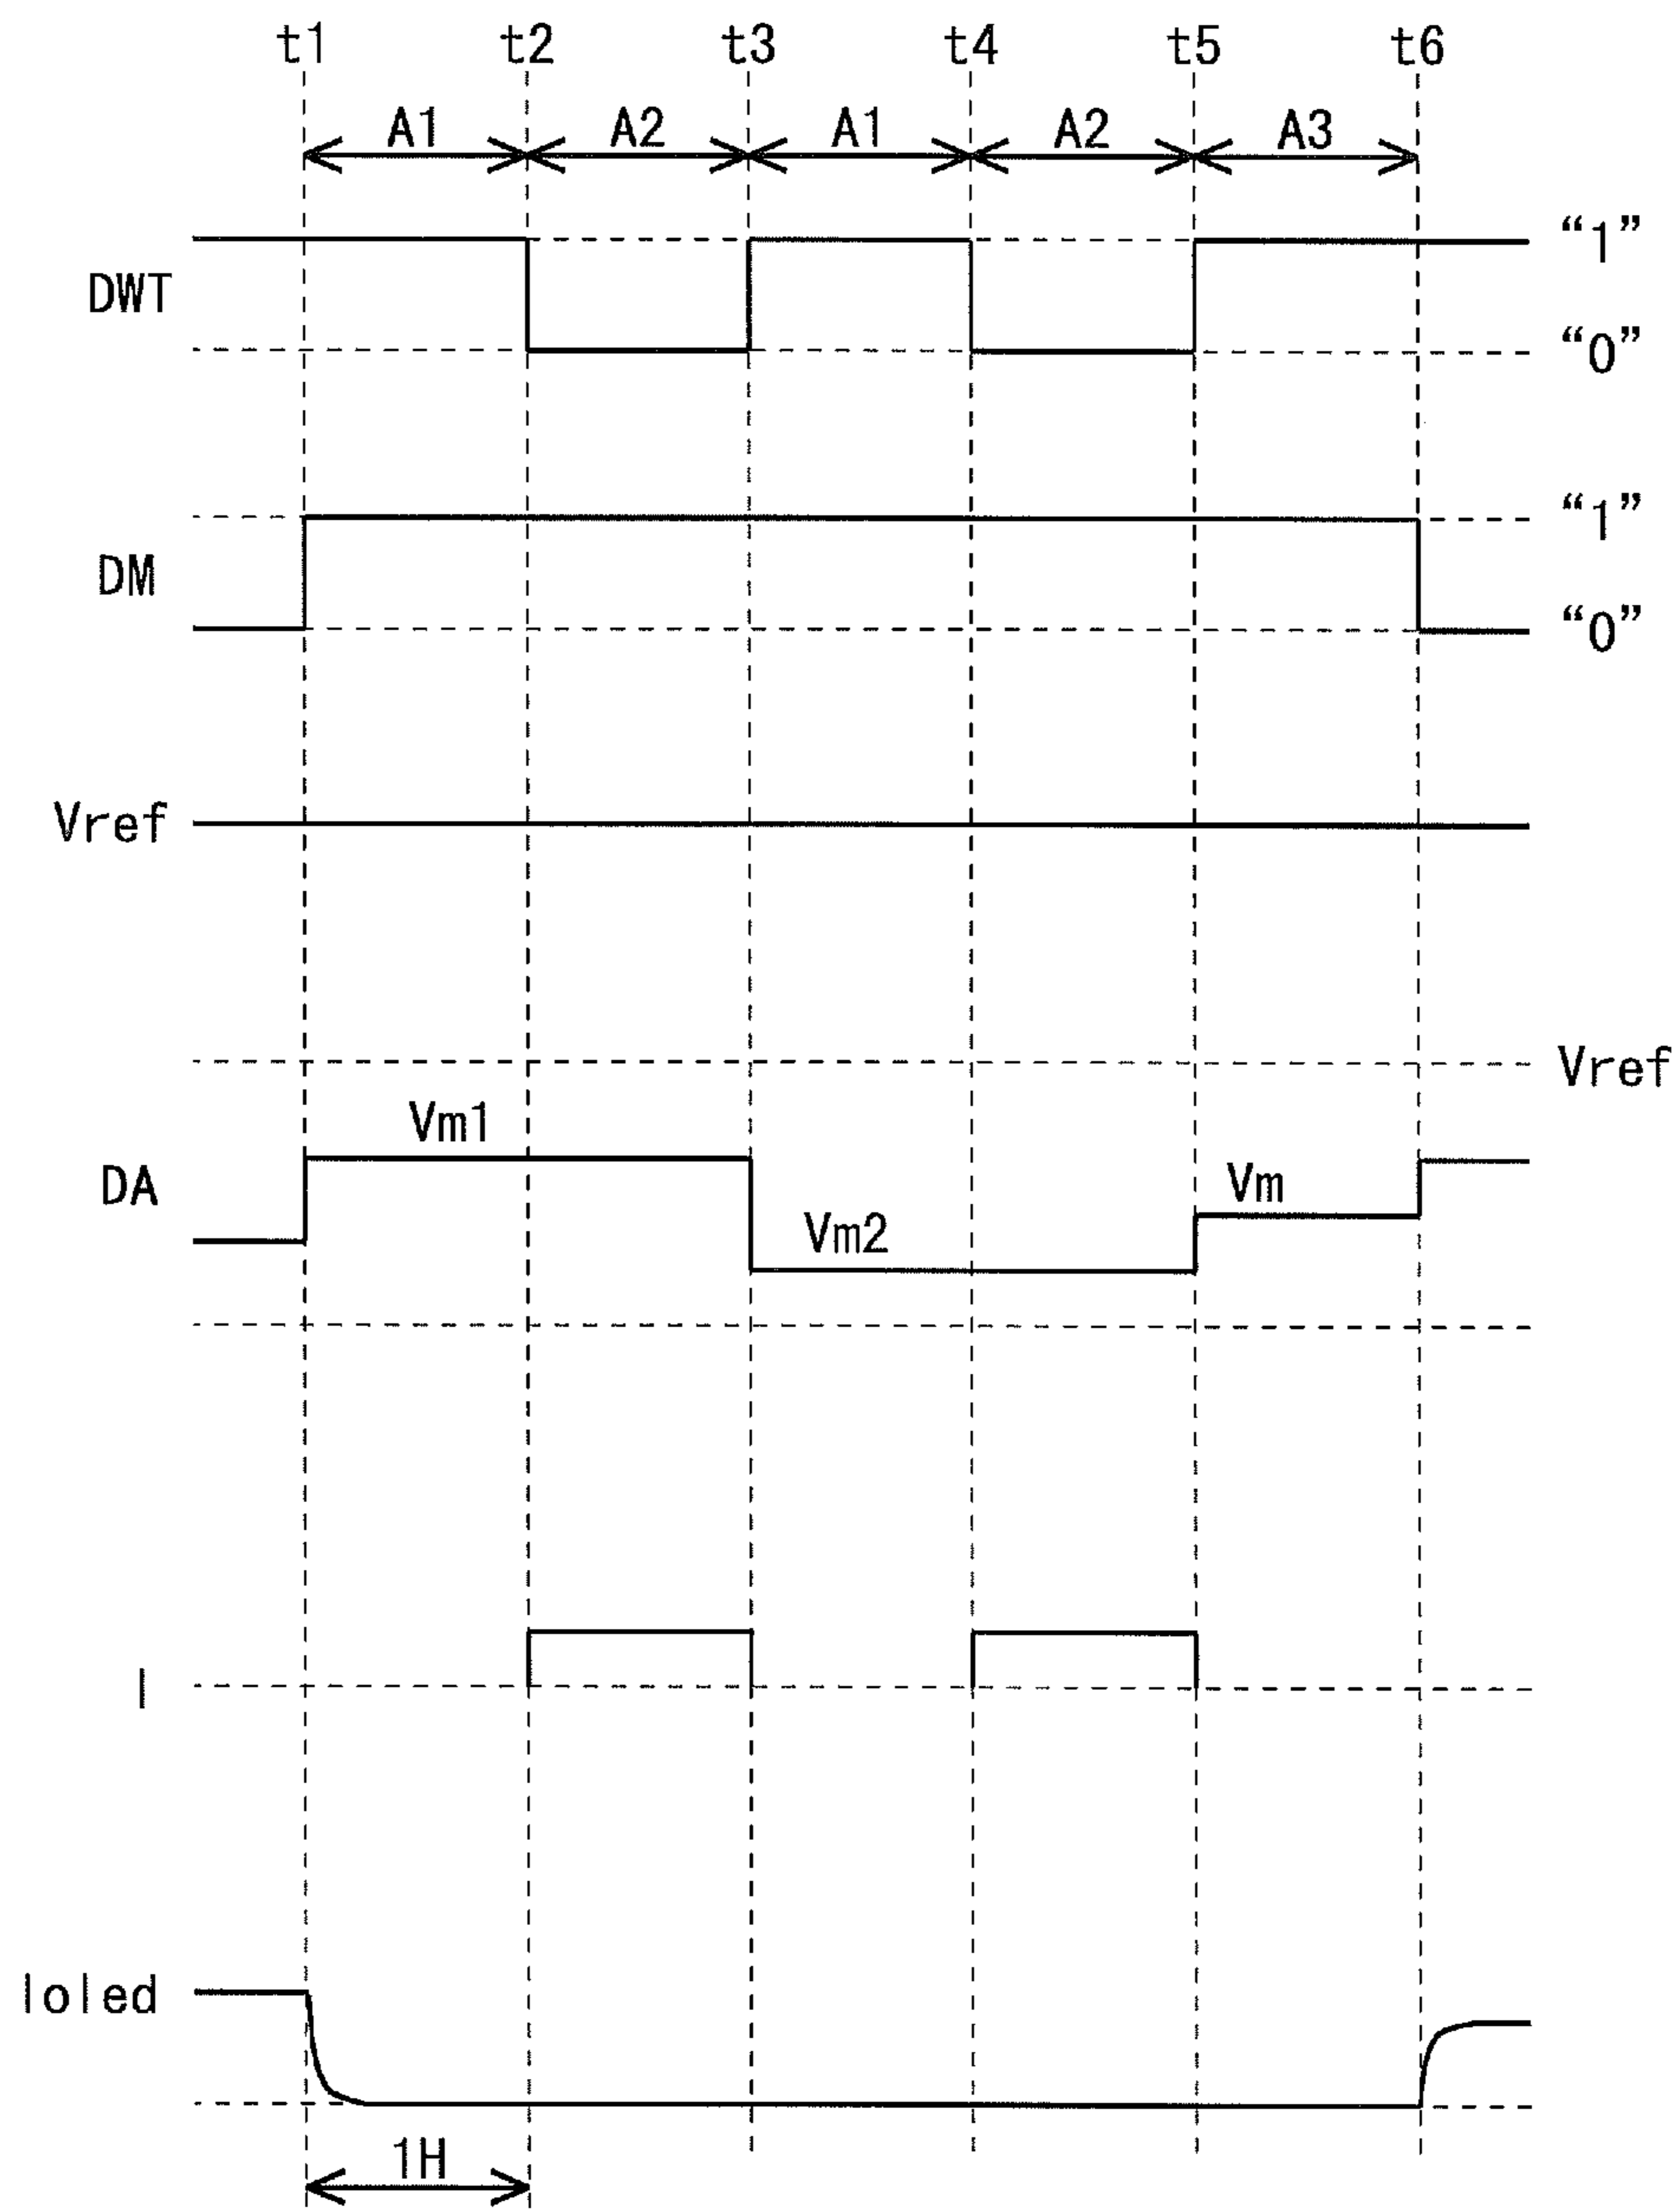 t1 t2 t3 t4 t5 t6
A1 A2 A1 A2 A3
DWT “1”
“0”
DM “1”
“0”
Vref
Vref
DA Vm1 Vm2 Vm
I
Ioled
1H